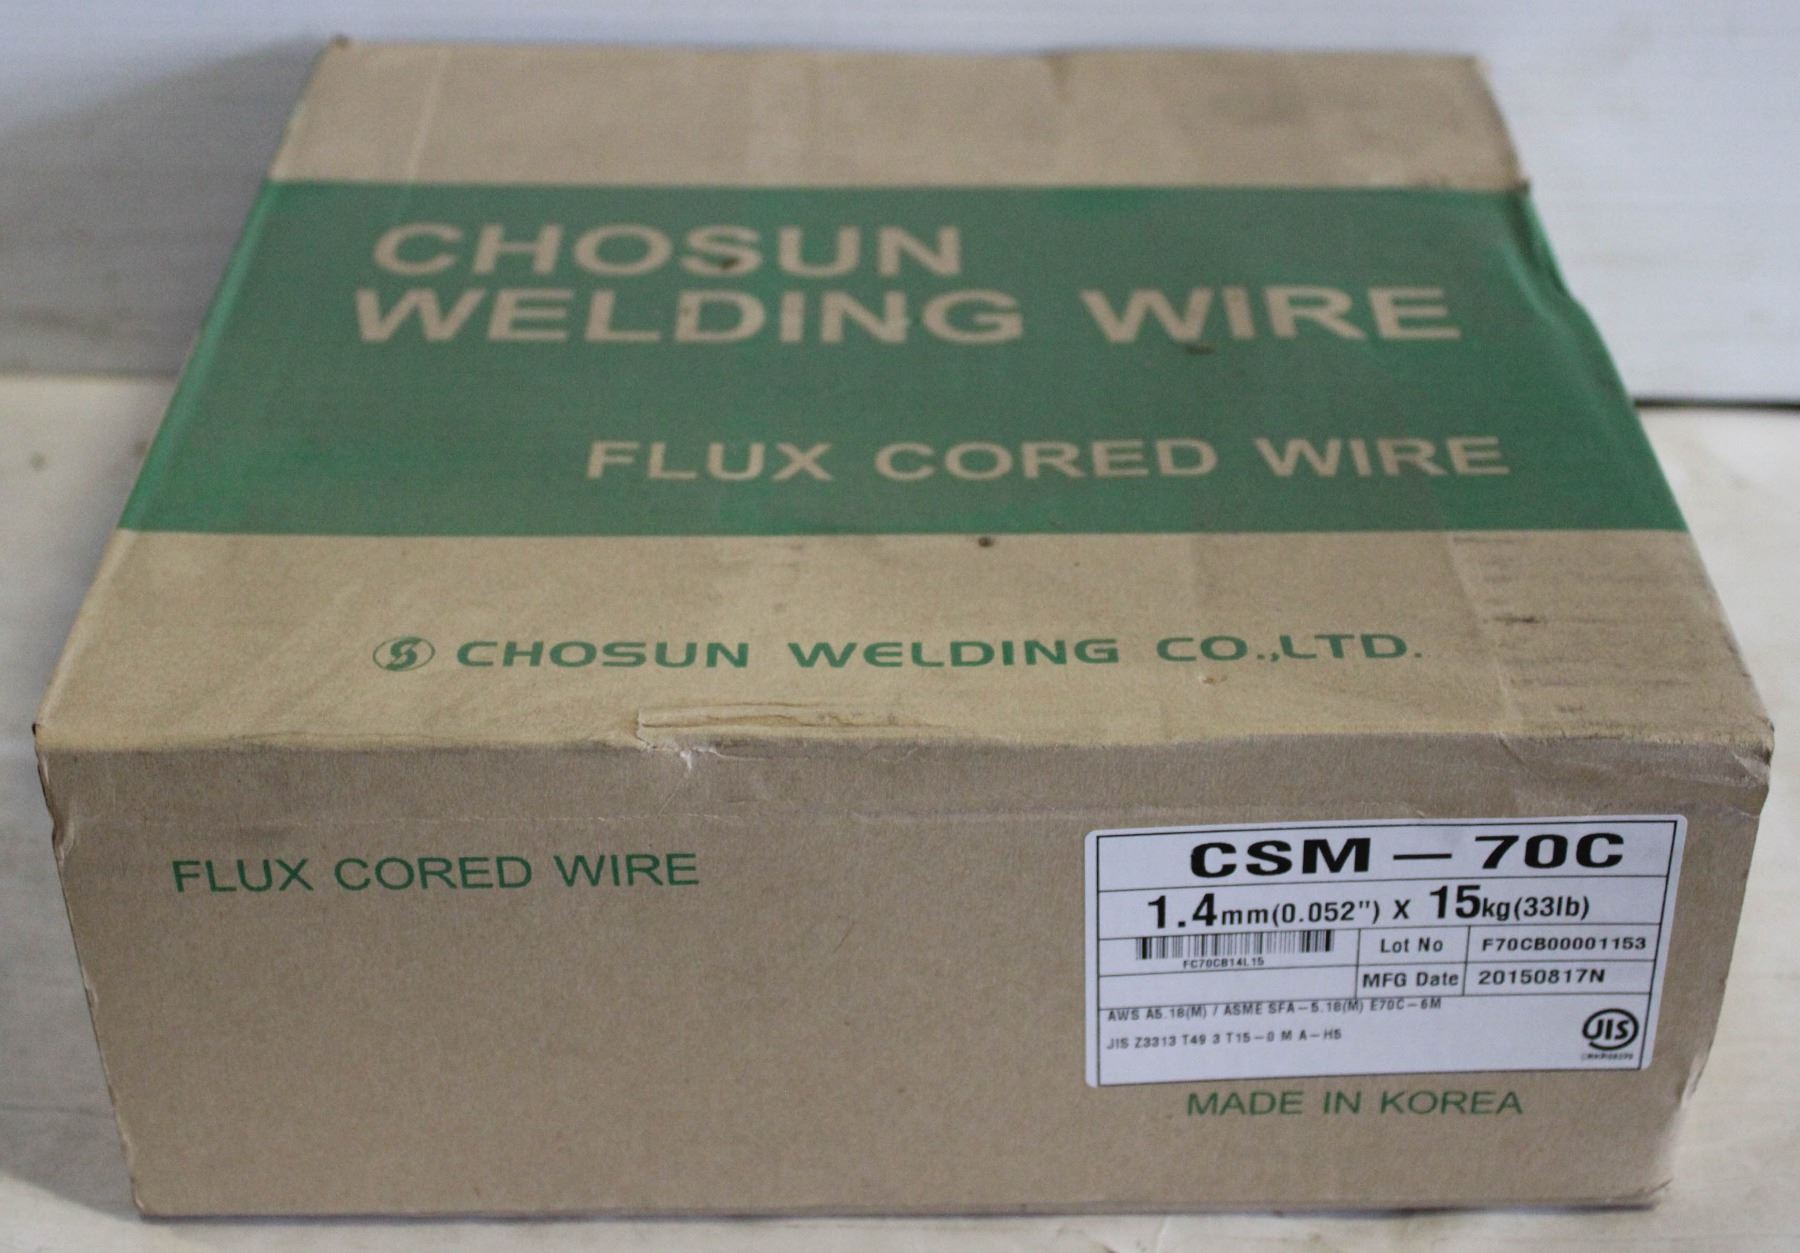 CHOSUN
WELDING WIRE
FLUX CORED WIRE
CHOSUN WELDING CO.,LTD.
FLUX CORED WIRE
CSM - 70C
1.4mm(0.052") X 15kg(33lb)
FC70CB14L15
Lot No F70CB00001153
MFG Date 20150817N
AWS A5.18(M) / ASME SFA-5.18(M) E70C-6M
JIS Z3313 T49 3 T15-0 M A-H5
JIS
MADE IN KOREA